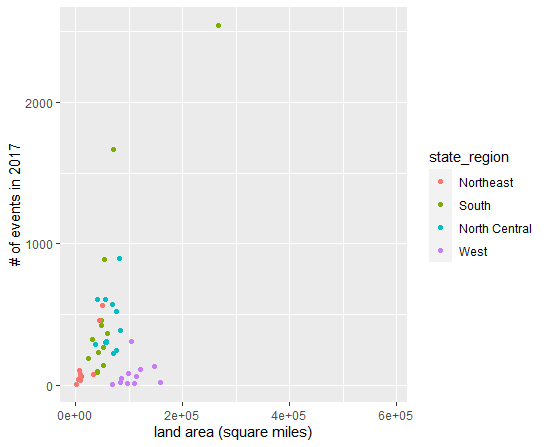 2000
1000
0
# of events in 2017
0e+00 2e+05 4e+05 6e+05
land area (square miles)
state_region
Northeast
South
North Central
West